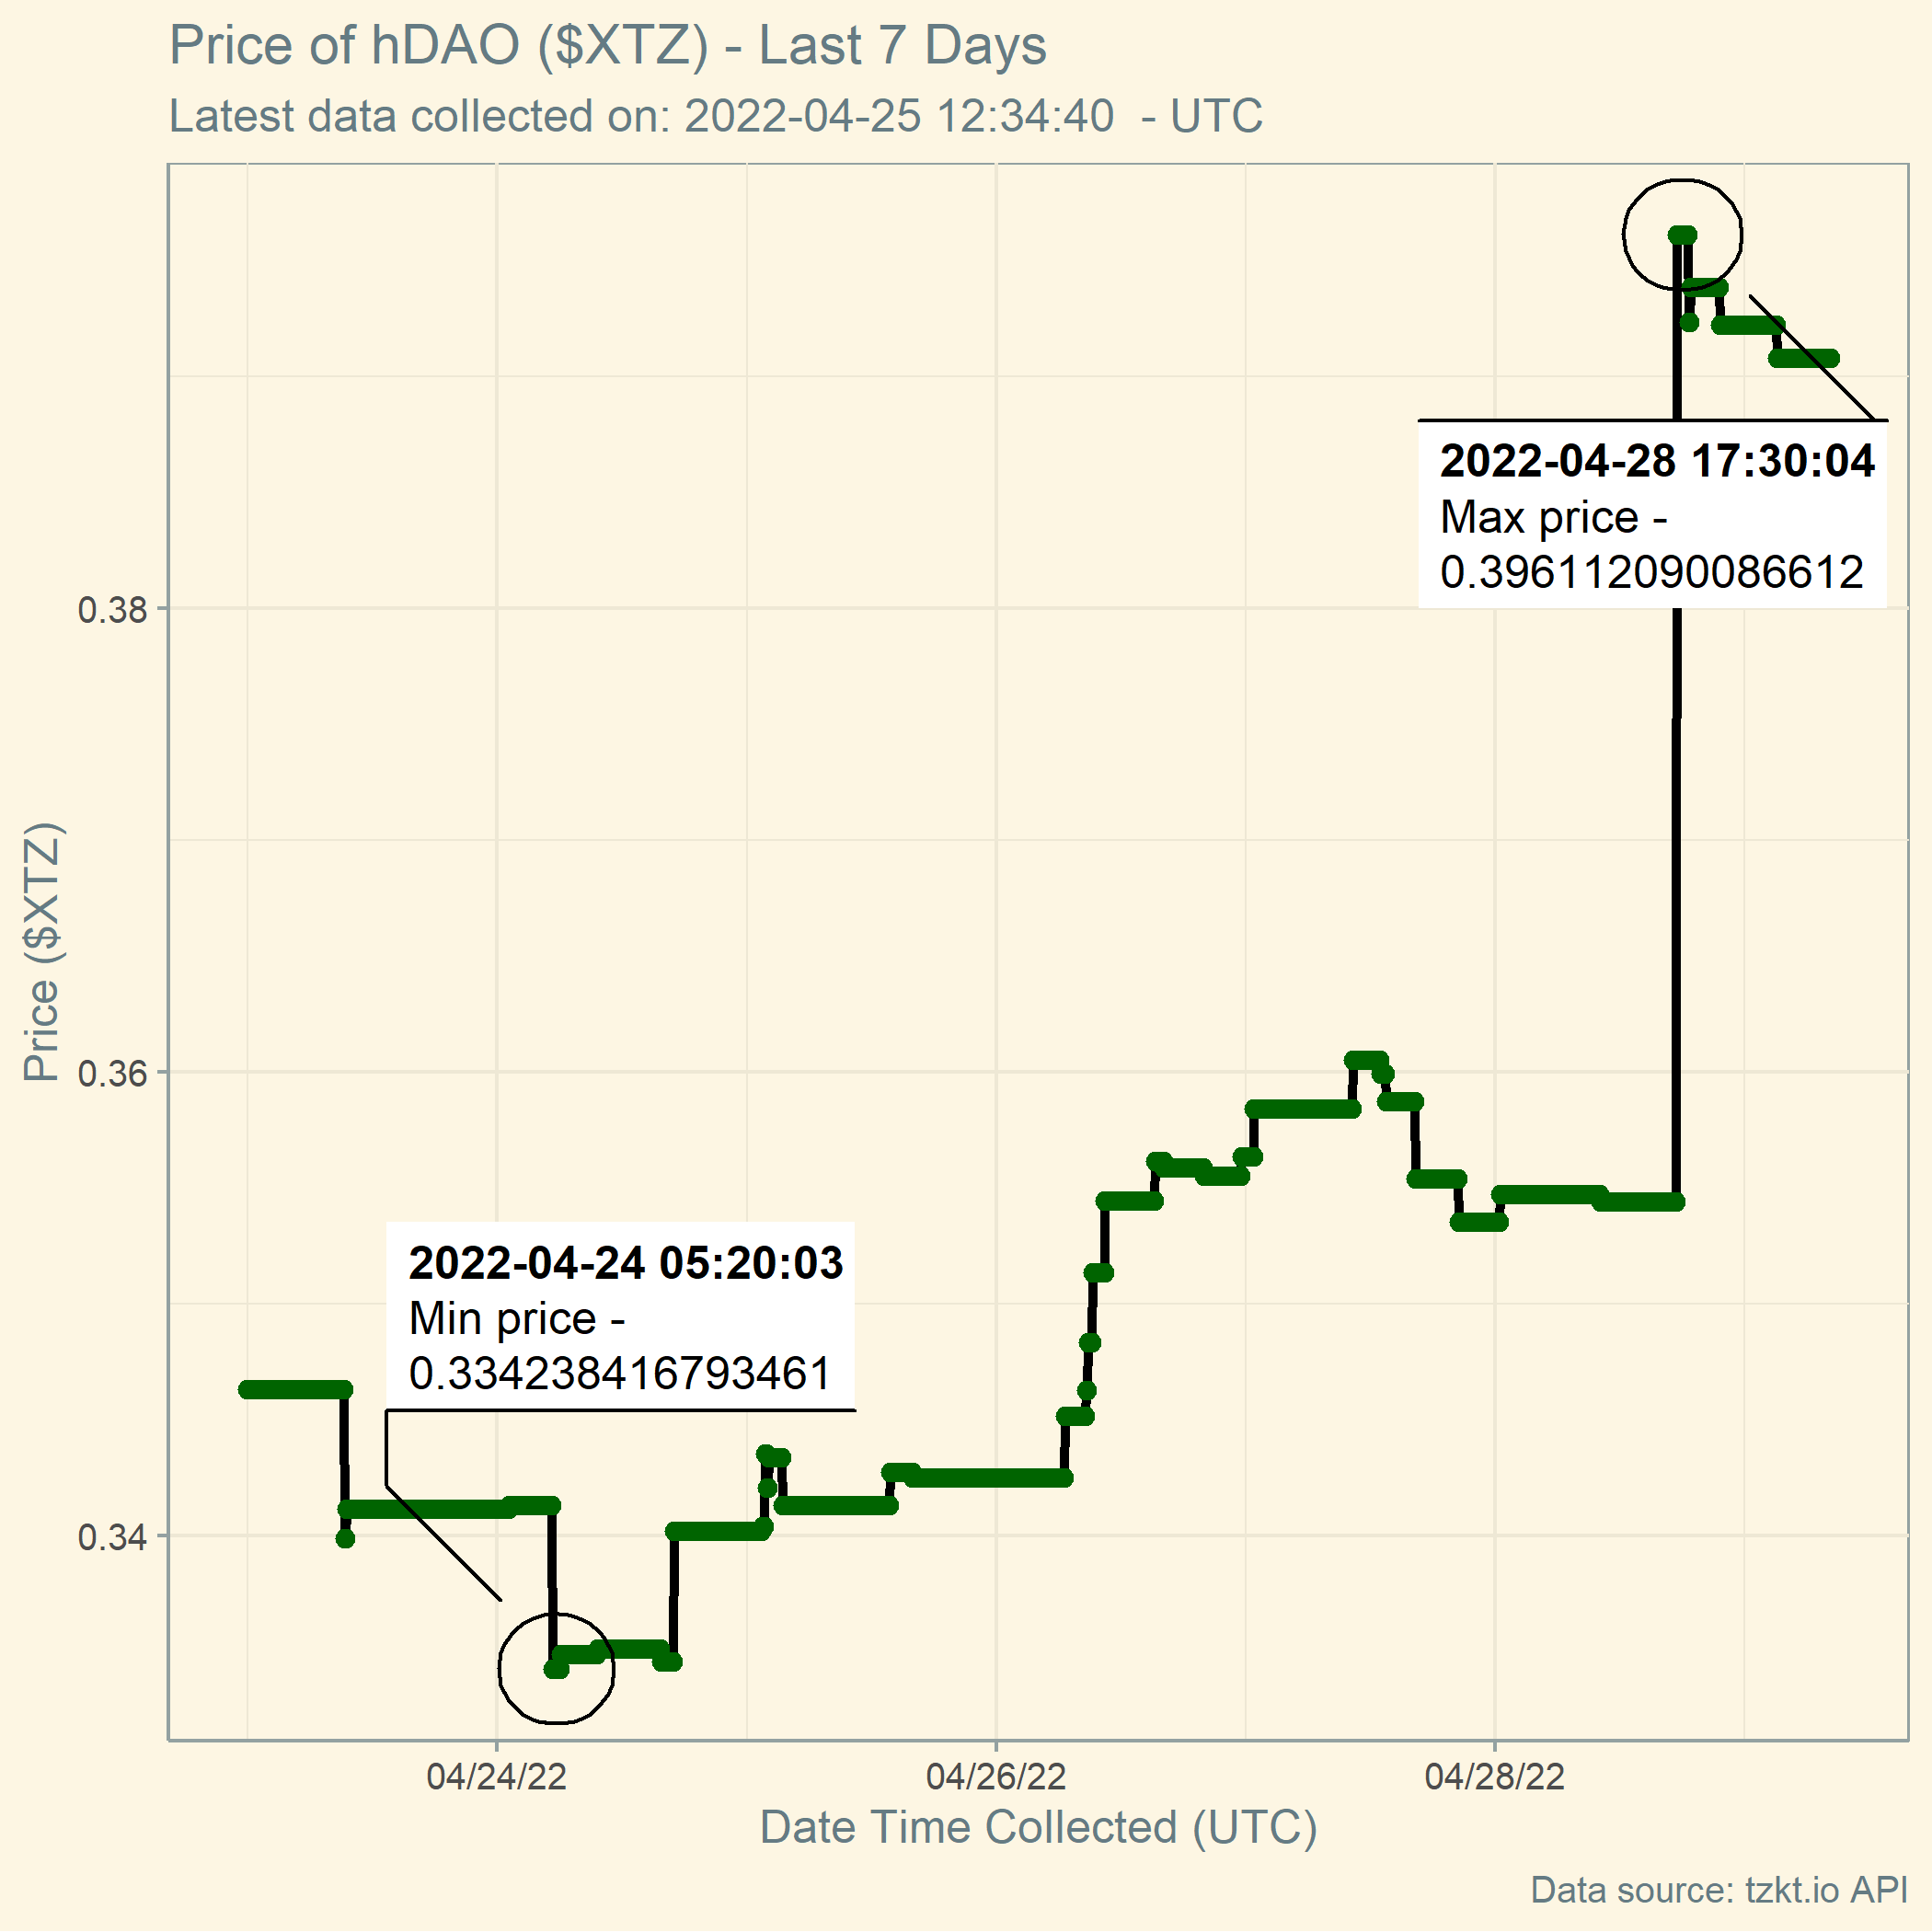 Price of hDAO ($XTZ) - Last 7 Days
Latest data collected on: 2022-04-25 12:34:40  - UTC
2022-04-28 17:30:04
Max price -
0.396112090086612
0.38
0.36
0.34
Price ($XTZ)
2022-04-24 05:20:03
Min price -
0.334238416793461
04/24/22
04/26/22
04/28/22
Date Time Collected (UTC)
Data source: tzkt.io API